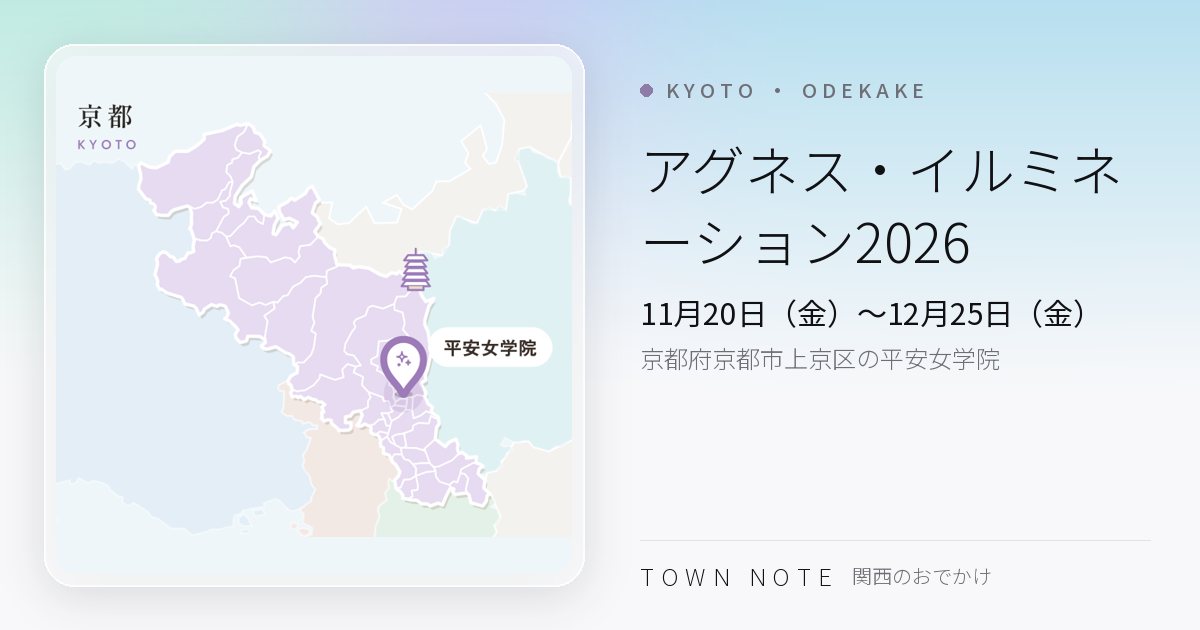 京都
KYOTO
平安女学院
KYOTO • ODEKAKE
アグネス・イルミネ
ーション2026
11月20日（金）〜12月25日（金）
京都府京都市上京区の平安女学院
TOWN NOTE 関西のおでかけ